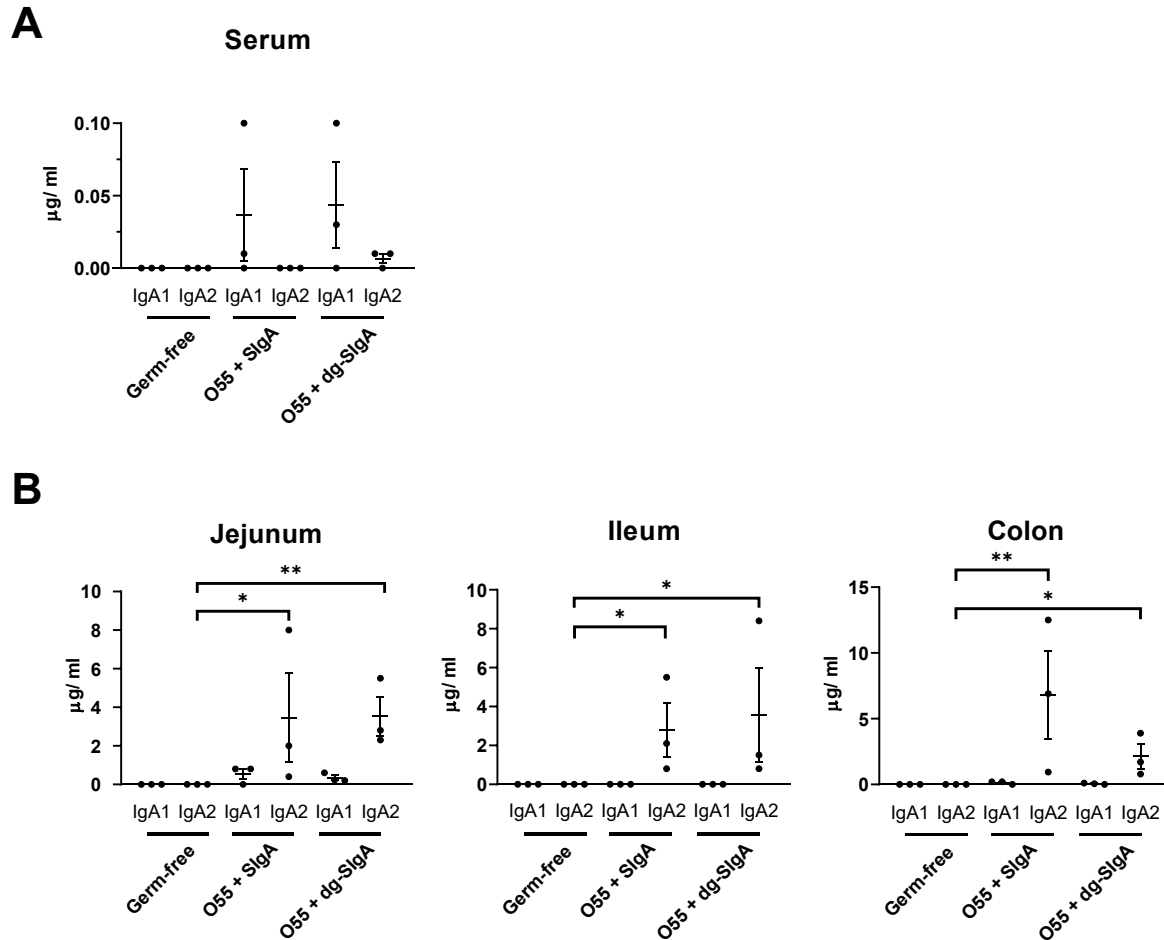 A
Serum
0.10
0.05
0.00
µg/ ml
IgA1 IgA2 IgA1 IgA2 IgA1 IgA2
Germ-free
O55 + SIgA
O55 + dg-SIgA
B
Jejunum
**
*
10
8
6
4
2
0
µg/ ml
IgA1 IgA2 IgA1 IgA2 IgA1 IgA2
Germ-free
O55 + SIgA
O55 + dg-SIgA
Ileum
*
*
10
8
6
4
2
0
µg/ ml
IgA1 IgA2 IgA1 IgA2 IgA1 IgA2
Germ-free
O55 + SIgA
O55 + dg-SIgA
Colon
**
*
15
10
5
0
µg/ ml
IgA1 IgA2 IgA1 IgA2 IgA1 IgA2
Germ-free
O55 + SIgA
O55 + dg-SIgA